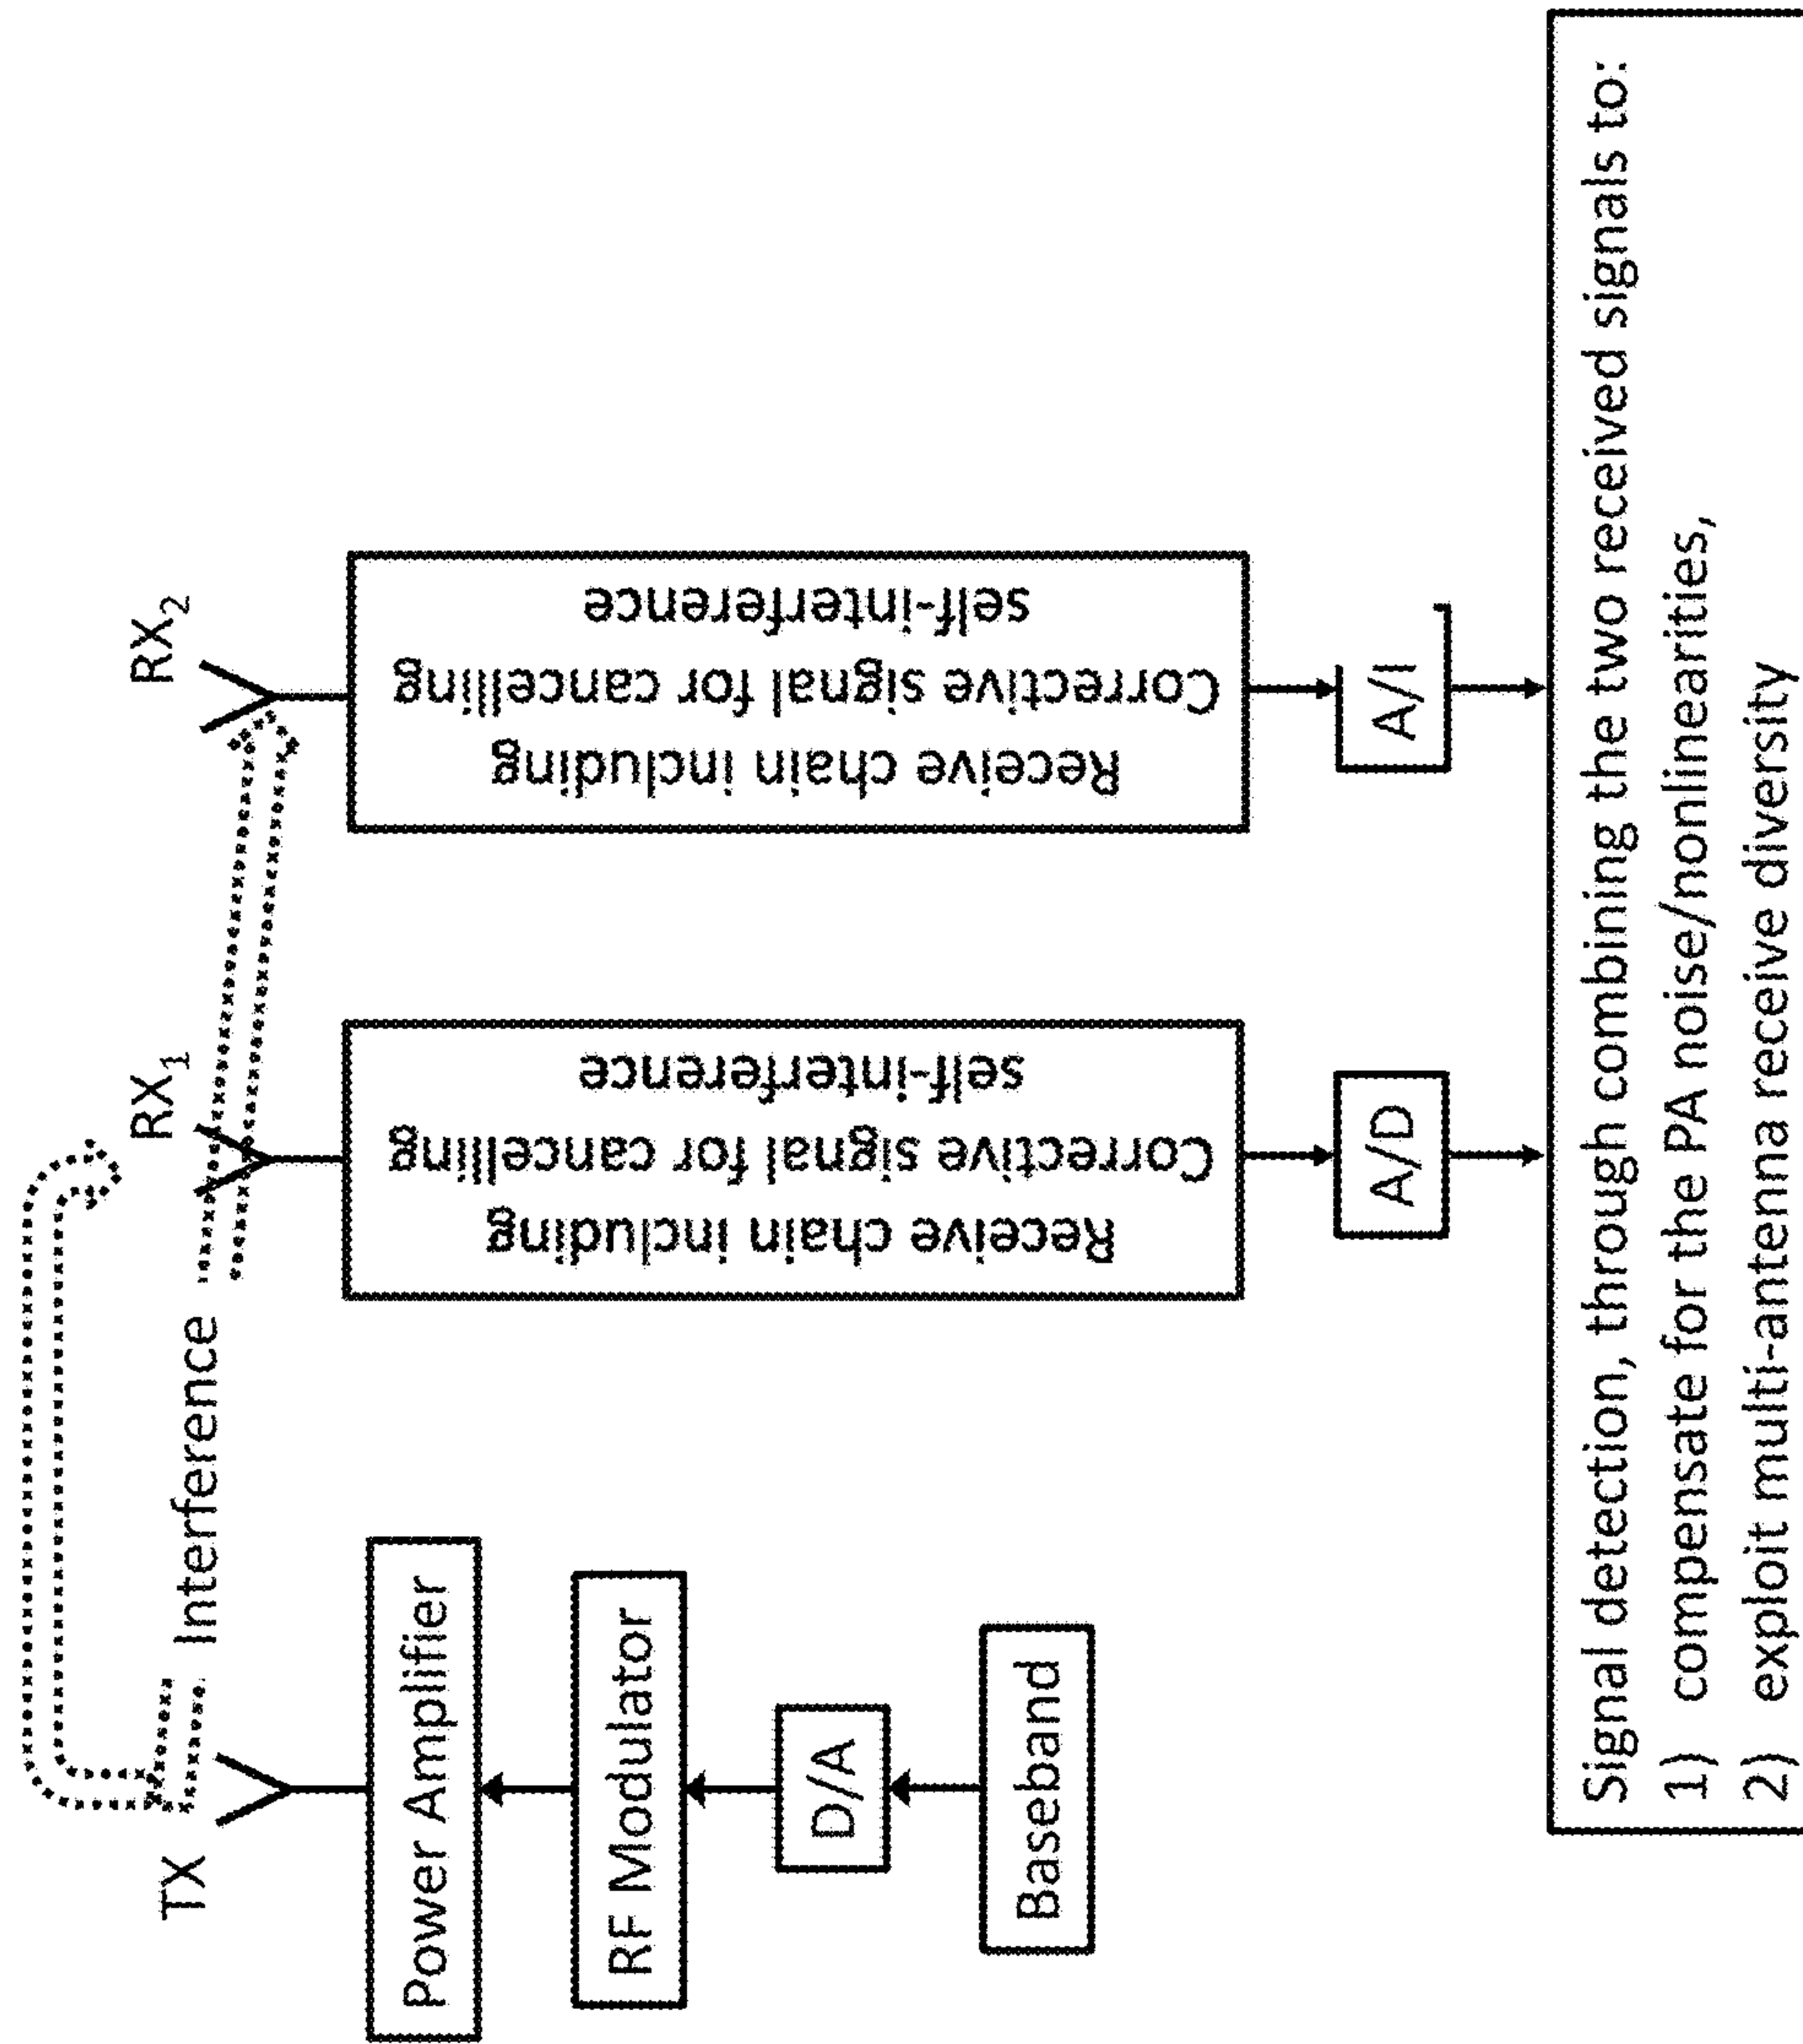 TX
Interference
RX1
RX2
Power Amplifier
RF Modulator
D/A
Baseband
Receive chain including
Corrective signal for cancelling
self-interference
A/D
Receive chain including
Corrective signal for cancelling
self-interference
A/I
Signal detection, through combining the two received signals to:
1) compensate for the PA noise/nonlinearities,
2) exploit multi-antenna receive diversity